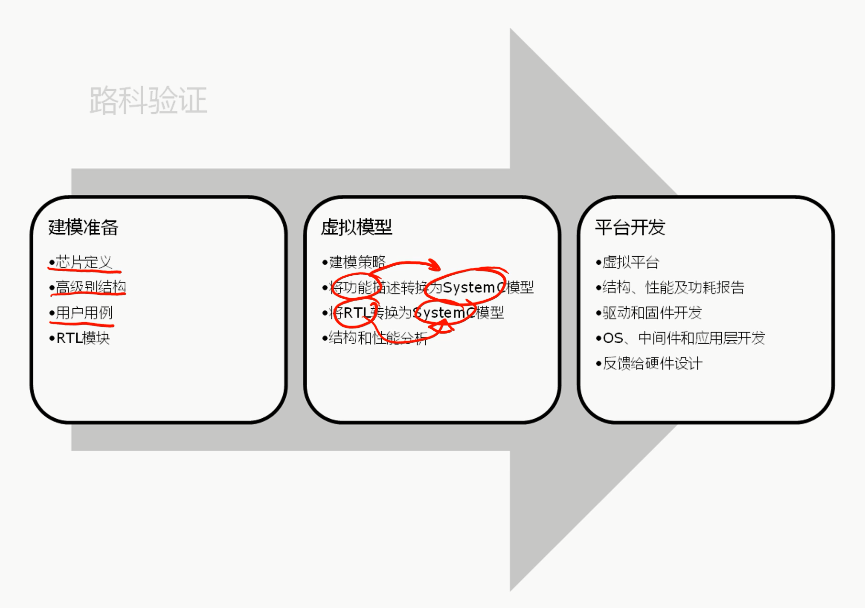 路科验证
建模准备
•芯片定义
•高级别结构
•用户用例
•RTL模块
虚拟模型
•建模策略
•将功能描述转换为SystemC模型
•将RTL转换为SystemC模型
•结构和性能分析
平台开发
•虚拟平台
•结构、性能及功耗报告
•驱动和固件开发
•OS、中间件和应用层开发
•反馈给硬件设计